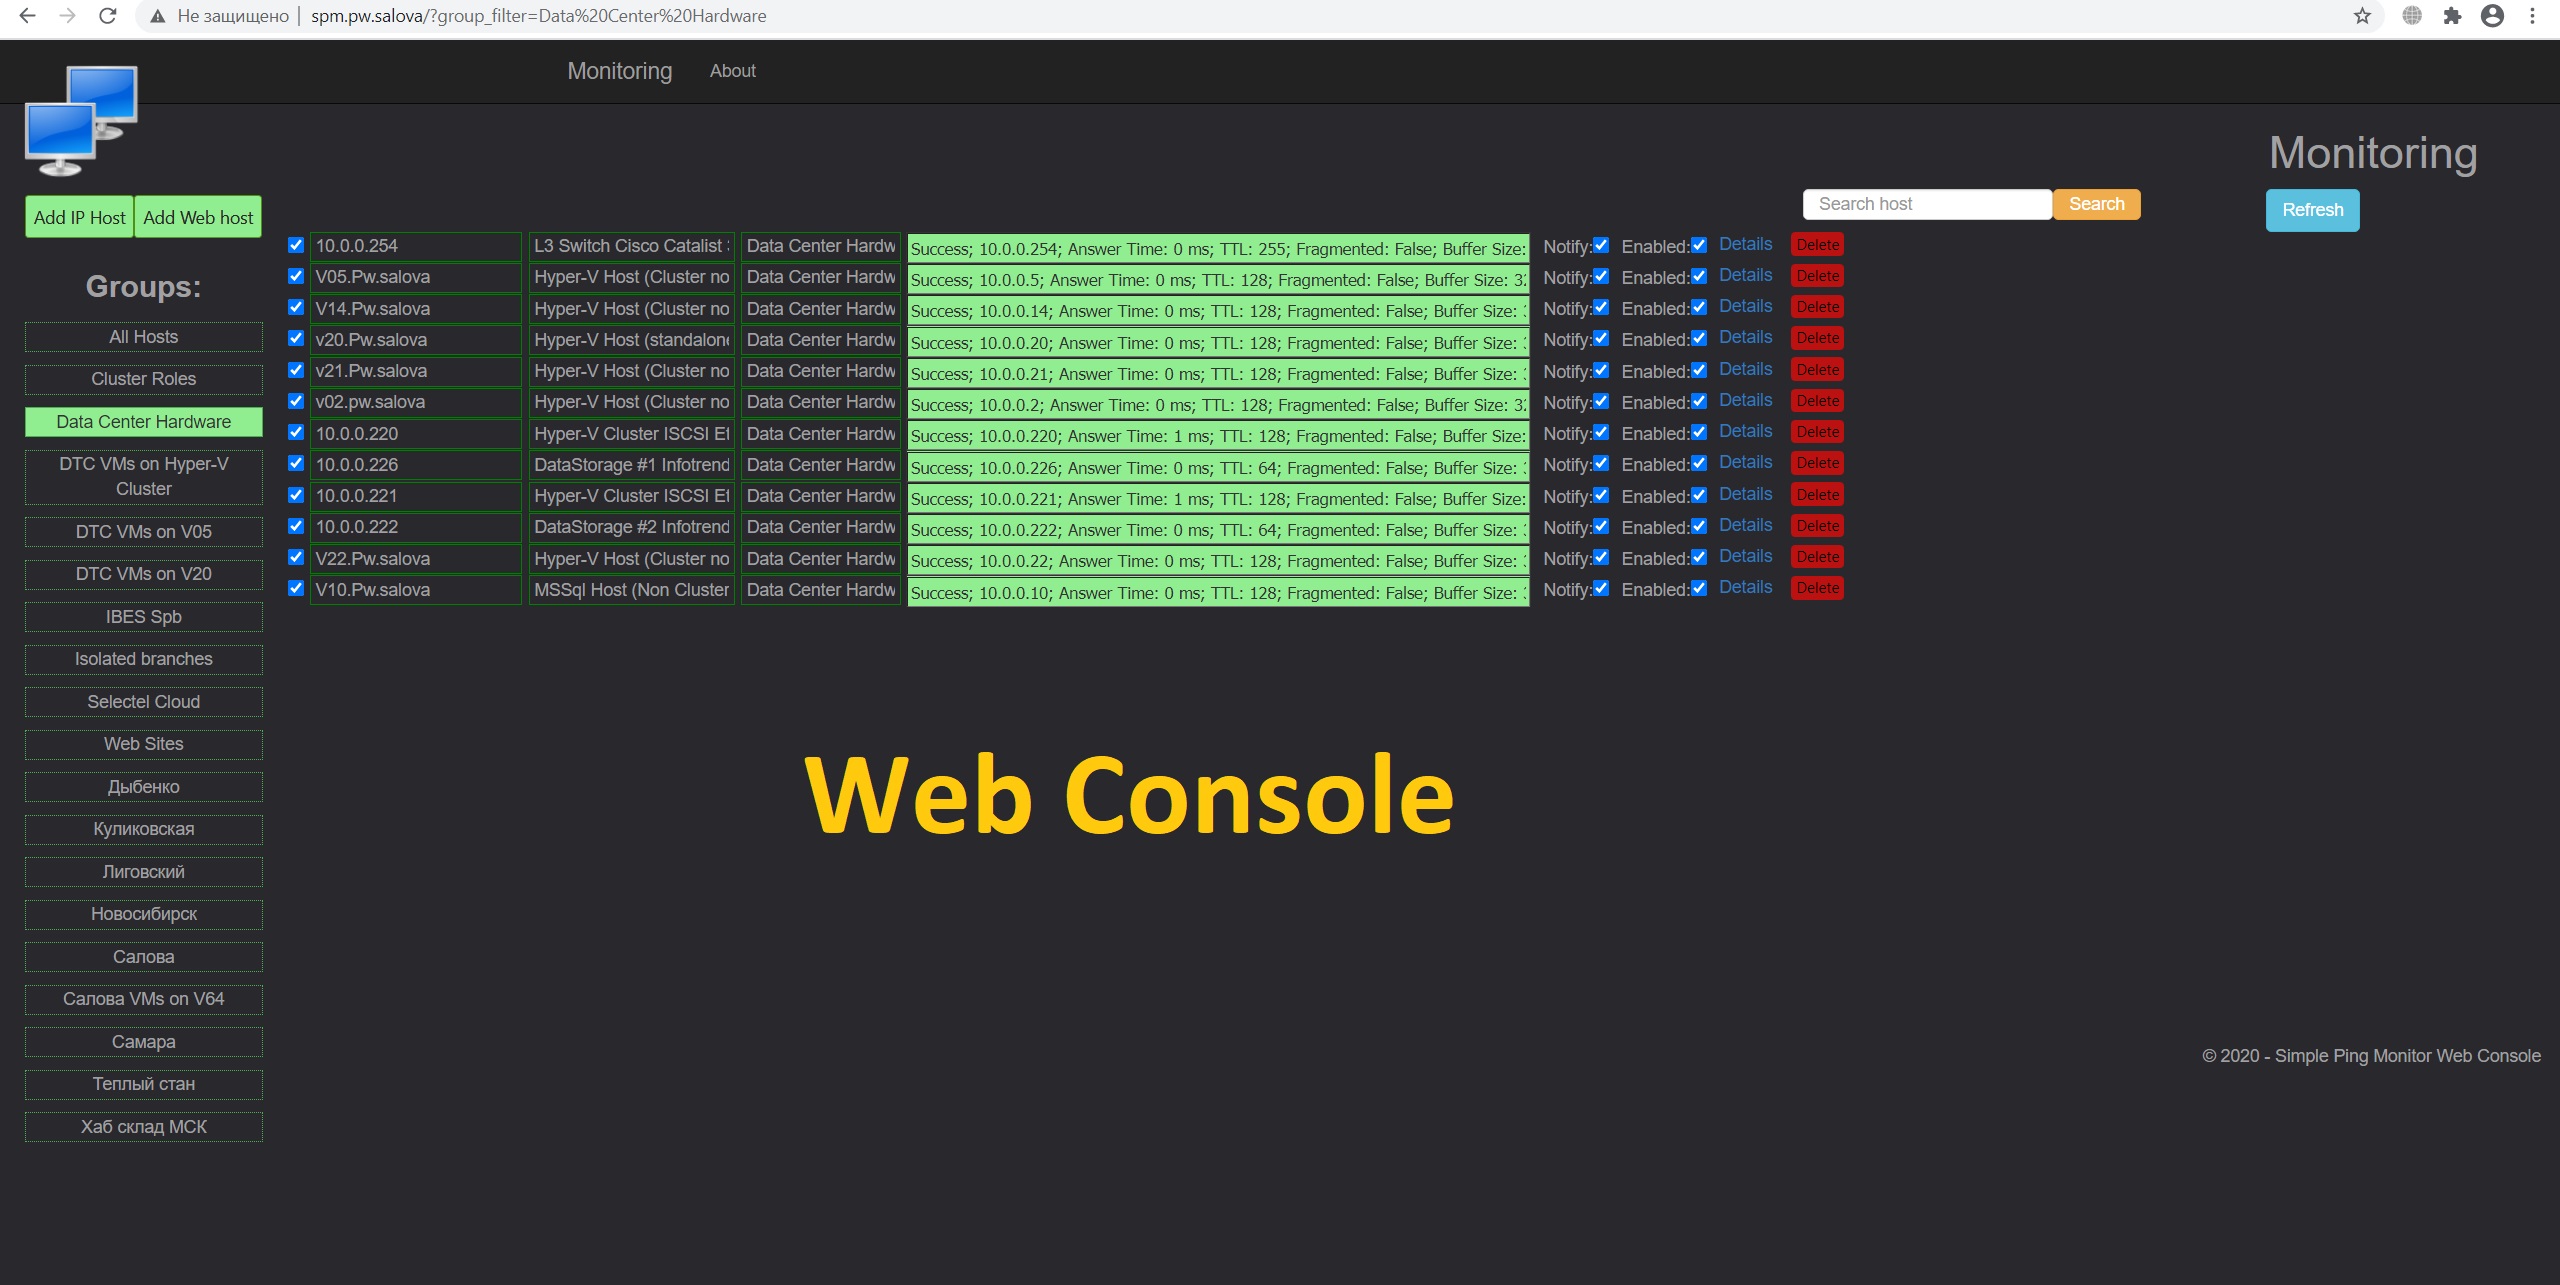 Не защищено | spm.pw.salova/?group_filter=Data%20Center%20Hardware
Monitoring About
Monitoring
Add IP Host Add Web host
Search host Search
Refresh
Groups:
All Hosts
Cluster Roles
Data Center Hardware
DTC VMs on Hyper-V
Cluster
DTC VMs on V05
DTC VMs on V20
IBES Spb
Isolated branches
Selectel Cloud
Web Sites
Дыбенко
Куликовская
Лиговский
Новосибирск
Салова
Салова VMs on V64
Самара
Теплый стан
Хаб склад МСК
10.0.0.254 L3 Switch Cisco Catalist Data Center Hardw Success; 10.0.0.254; Answer Time: 0 ms; TTL: 255; Fragmented: False; Buffer Size: Notify: Enabled: Details Delete
V05.Pw.salova Hyper-V Host (Cluster no Data Center Hardw Success; 10.0.0.5; Answer Time: 0 ms; TTL: 128; Fragmented: False; Buffer Size: 32 Notify: Enabled: Details Delete
V14.Pw.salova Hyper-V Host (Cluster no Data Center Hardw Success; 10.0.0.14; Answer Time: 0 ms; TTL: 128; Fragmented: False; Buffer Size: Notify: Enabled: Details Delete
v20.Pw.salova Hyper-V Host (standalone Data Center Hardw Success; 10.0.0.20; Answer Time: 0 ms; TTL: 128; Fragmented: False; Buffer Size: Notify: Enabled: Details Delete
v21.Pw.salova Hyper-V Host (Cluster no Data Center Hardw Success; 10.0.0.21; Answer Time: 0 ms; TTL: 128; Fragmented: False; Buffer Size: Notify: Enabled: Details Delete
v02.pw.salova Hyper-V Host (Cluster no Data Center Hardw Success; 10.0.0.2; Answer Time: 0 ms; TTL: 128; Fragmented: False; Buffer Size: 32 Notify: Enabled: Details Delete
10.0.0.220 Hyper-V Cluster ISCSI Et Data Center Hardw Success; 10.0.0.220; Answer Time: 1 ms; TTL: 128; Fragmented: False; Buffer Size: Notify: Enabled: Details Delete
10.0.0.226 DataStorage #1 Infotrend Data Center Hardw Success; 10.0.0.226; Answer Time: 0 ms; TTL: 64; Fragmented: False; Buffer Size: Notify: Enabled: Details Delete
10.0.0.221 Hyper-V Cluster ISCSI Et Data Center Hardw Success; 10.0.0.221; Answer Time: 1 ms; TTL: 128; Fragmented: False; Buffer Size: Notify: Enabled: Details Delete
10.0.0.222 DataStorage #2 Infotrend Data Center Hardw Success; 10.0.0.222; Answer Time: 0 ms; TTL: 64; Fragmented: False; Buffer Size: Notify: Enabled: Details Delete
V22.Pw.salova Hyper-V Host (Cluster no Data Center Hardw Success; 10.0.0.22; Answer Time: 0 ms; TTL: 128; Fragmented: False; Buffer Size: Notify: Enabled: Details Delete
V10.Pw.salova MSSql Host (Non Cluster Data Center Hardw Success; 10.0.0.10; Answer Time: 0 ms; TTL: 128; Fragmented: False; Buffer Size: Notify: Enabled: Details Delete
Web Console
© 2020 - Simple Ping Monitor Web Console